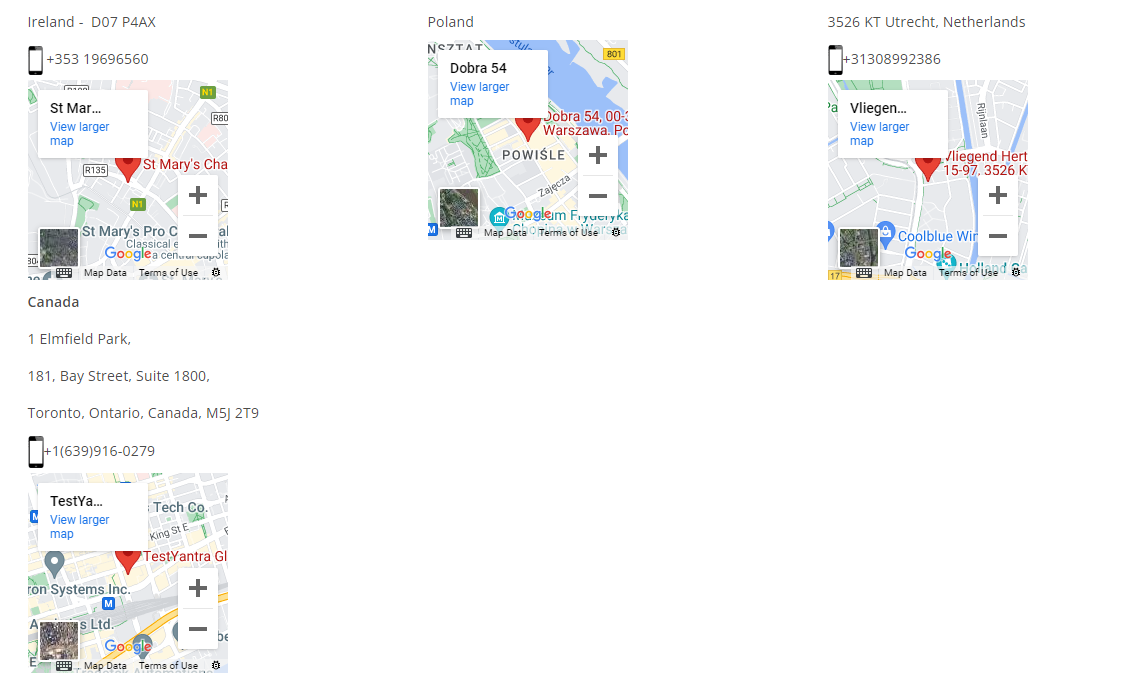 Ireland - D07 P4AX
+353 19696560
St Mar...
View larger
map
N1
R80
St Mary's Cha
R135
N1
St Mary's Pro C
Classical e
a central cupola
Google
Map Data
Terms of Use
Poland
801
Dobra 54
View larger
map
Dobra 54, 00-3
Warszawa, Po
POWIŚLE
Zajęcza
Museum Fryderyka
Google
M
Map Data
Terms of Use
3526 KT Utrecht, Netherlands
+31308992386
Vliegen...
View larger
map
Rijnlaan
Vliegend Hert
15-97, 3526 K
Coolblue Win
Google
17
Map Data
Terms of Use
Canada
1 Elmfield Park,
181, Bay Street, Suite 1800,
Toronto, Ontario, Canada, M5J 2T9
+1(639)916-0279
TestYa...
View larger
map
M
s Tech Co.
King St E
TestYantra Gl
ron Systems Inc.
M
Ltd.
Google
Map Data
Terms of Use